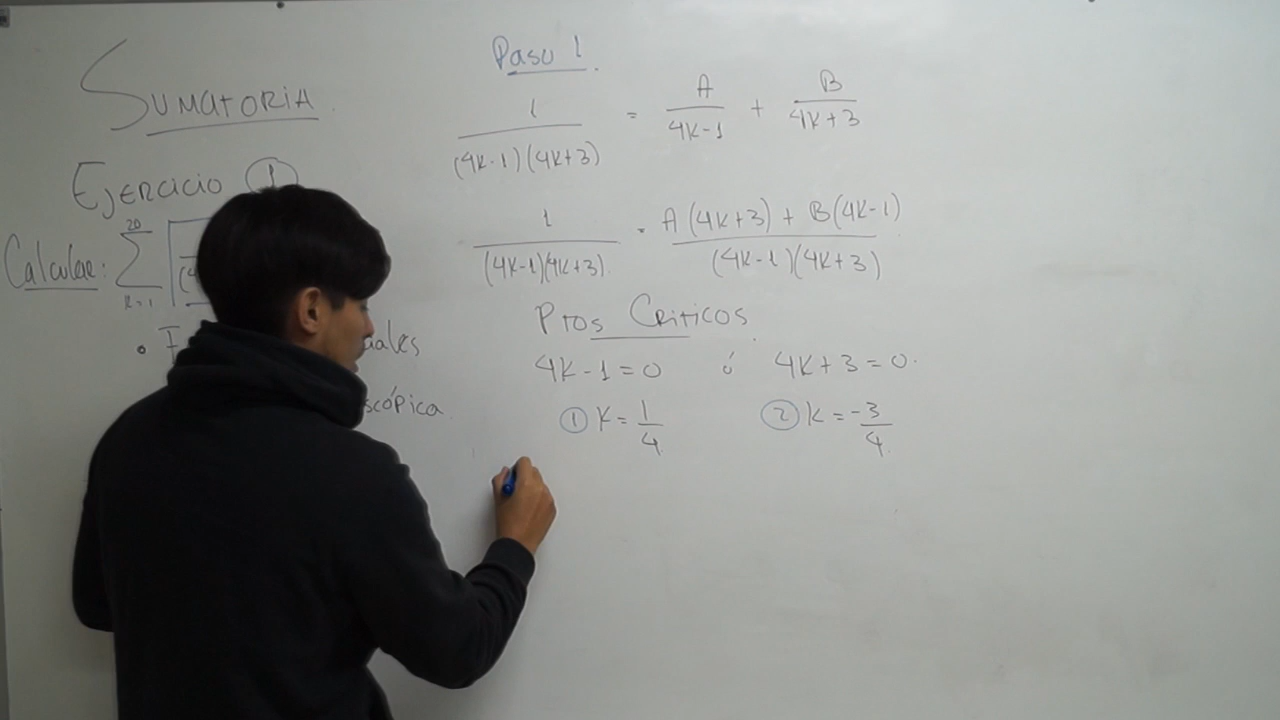 SUMATORIA.
EJERCICIO 1
Calcular: 20 ∑ k=1
• F
uales
scópica.
Paso 1.
1 / (4k-1)(4k+3) = A / 4k-1 + B / 4k+3
1 / (4k-1)(4k+3) = A(4k+3) + B(4k-1) / (4k-1)(4k+3)
Ptos Criticos.
4k-1=0 ó 4k+3=0.
① k = 1/4 ② k = -3/4